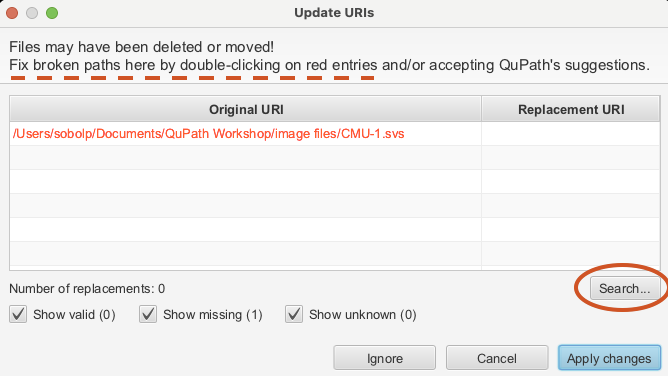 Update URIs
Files may have been deleted or moved!
Fix broken paths here by double-clicking on red entries and/or accepting QuPath's suggestions.
Original URI
Replacement URI
/Users/sobolp/Documents/QuPath Workshop/image files/CMU-1.svs
Number of replacements: 0
Search...
Show valid (0)
Show missing (1)
Show unknown (0)
Ignore
Cancel
Apply changes